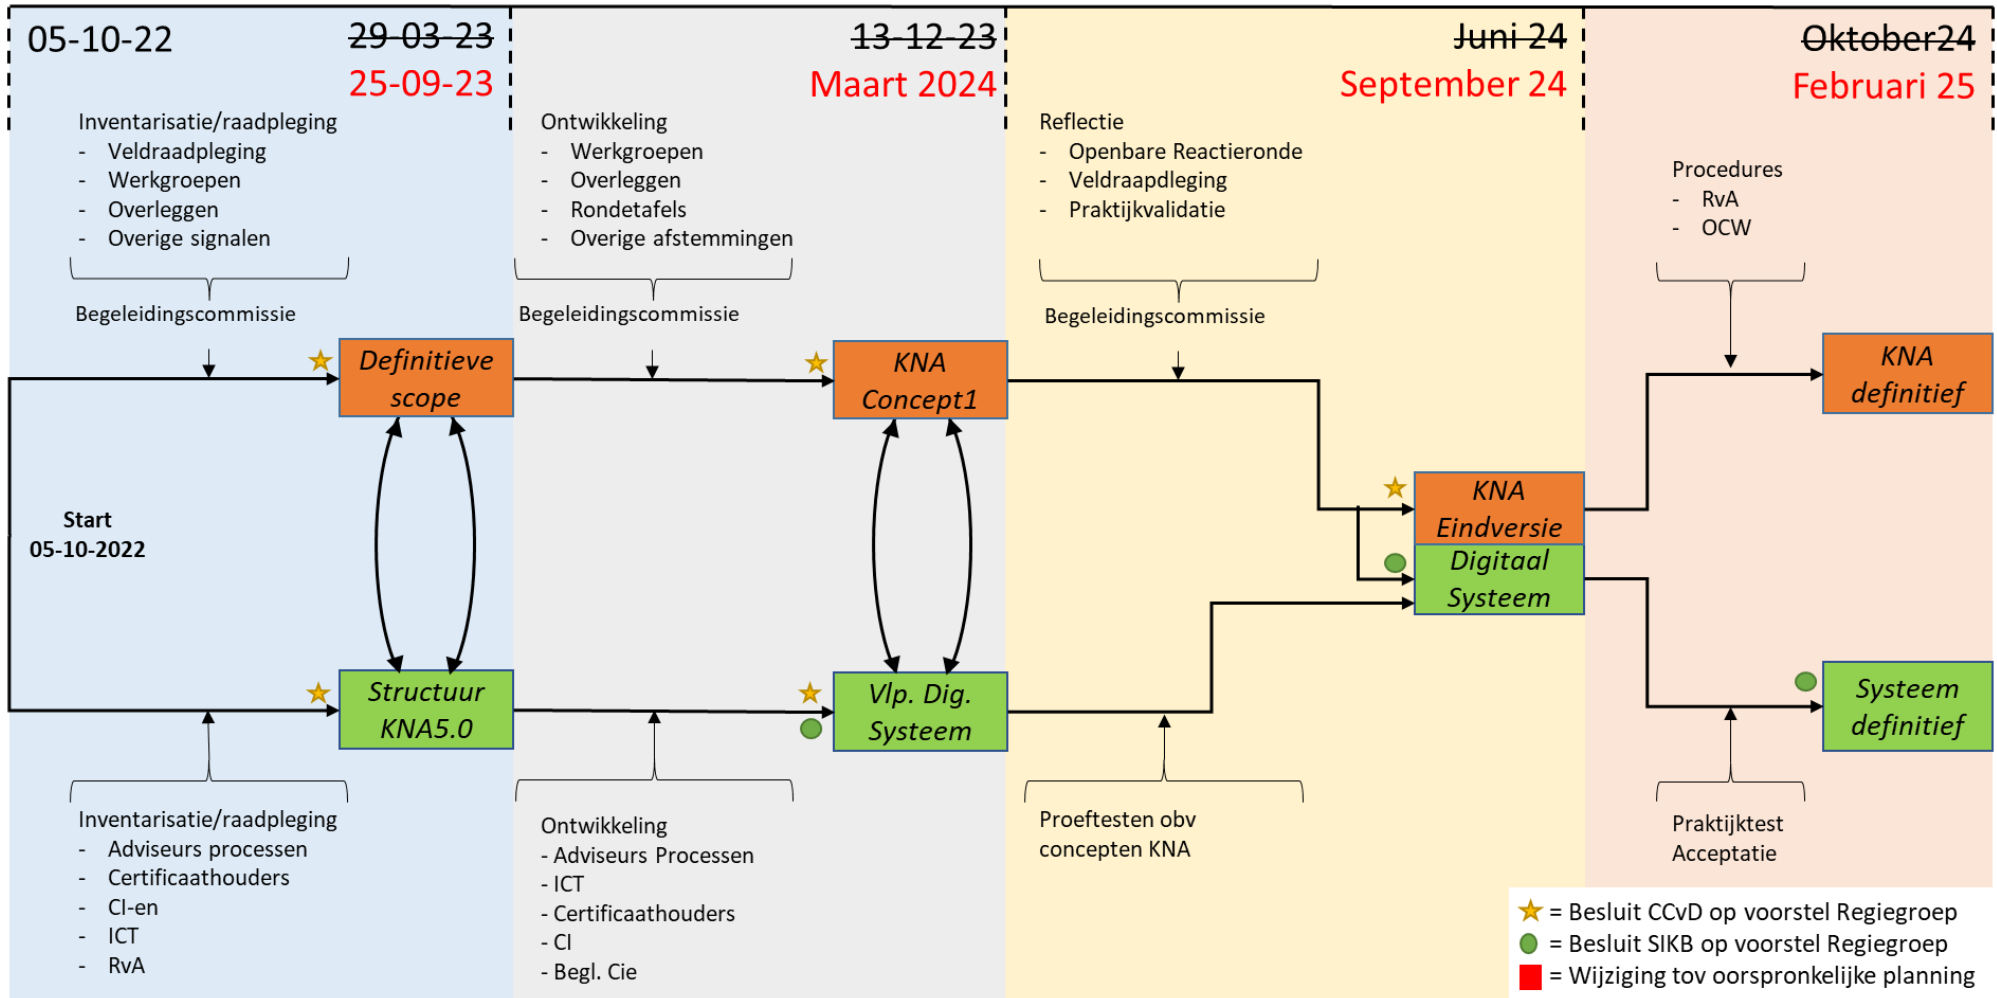 05-10-22
29-03-23
25-09-23
13-12-23
Maart 2024
Juni 24
September 24
Oktober24
Februari 25
Inventarisatie/raadpleging
- Veldraadpleging
- Werkgroepen
- Overleggen
- Overige signalen
Begeleidingscommissie
Ontwikkeling
- Werkgroepen
- Overleggen
- Rondetafels
- Overige afstemmingen
Begeleidingscommissie
Reflectie
- Openbare Reactieronde
- Veldraapdleging
- Praktijkvalidatie
Begeleidingscommissie
Procedures
- RvA
- OCW
Definitieve
scope
KNA
Concept1
KNA
definitief
Start
05-10-2022
KNA
Eindversie
Digitaal
Systeem
Structuur
KNA5.0
Vlp. Dig.
Systeem
Systeem
definitief
Inventarisatie/raadpleging
- Adviseurs processen
- Certificaathouders
- CI-en
- ICT
- RvA
Ontwikkeling
- Adviseurs Processen
- ICT
- Certificaathouders
- CI
- Begl. Cie
Proeftesten obv
concepten KNA
Praktijktest
Acceptatie
= Besluit CCvD op voorstel Regiegroep
= Besluit SIKB op voorstel Regiegroep
= Wijziging tov oorspronkelijke planning